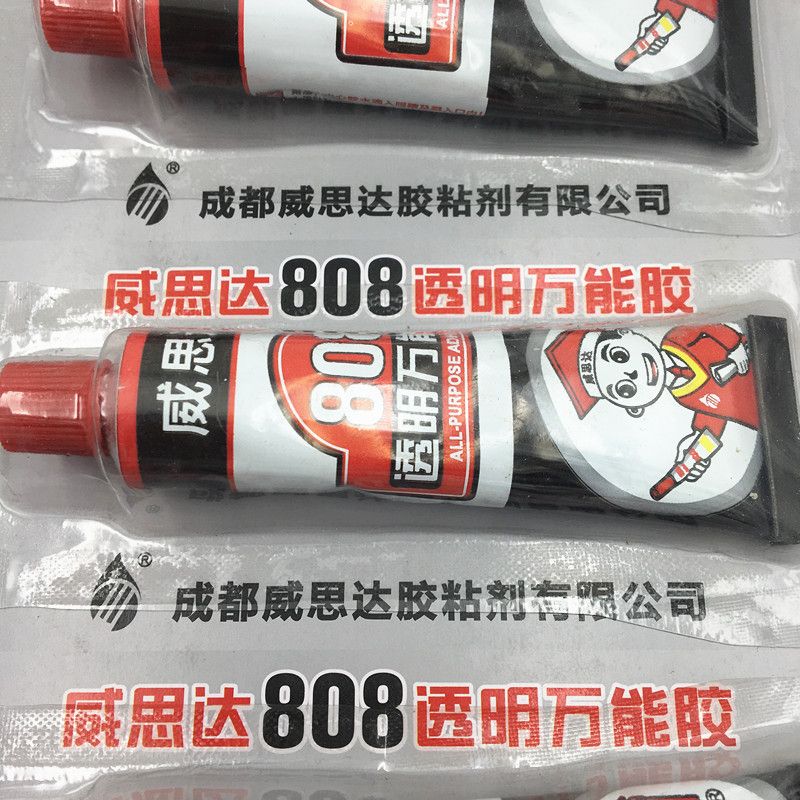 透
ALL
® 成都威思达胶粘剂有限公司
威思达808透明万能胶
威思
808
透明万能
ALL-PURPOSE AD
威思达
® 成都威思达胶粘剂有限公司
威思达808透明万能胶